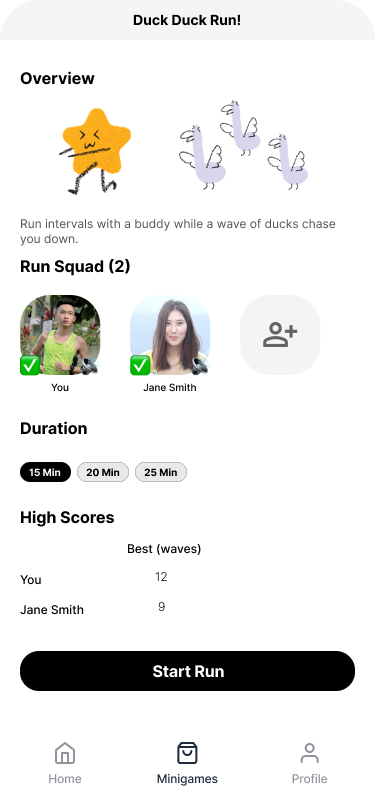 Duck Duck Run!
Overview
Run intervals with a buddy while a wave of ducks chase
you down.
Run Squad (2)
You
Jane Smith
Duration
15 Min 20 Min 25 Min
High Scores
Best (waves)
You 12
Jane Smith 9
Start Run
Home Minigames Profile